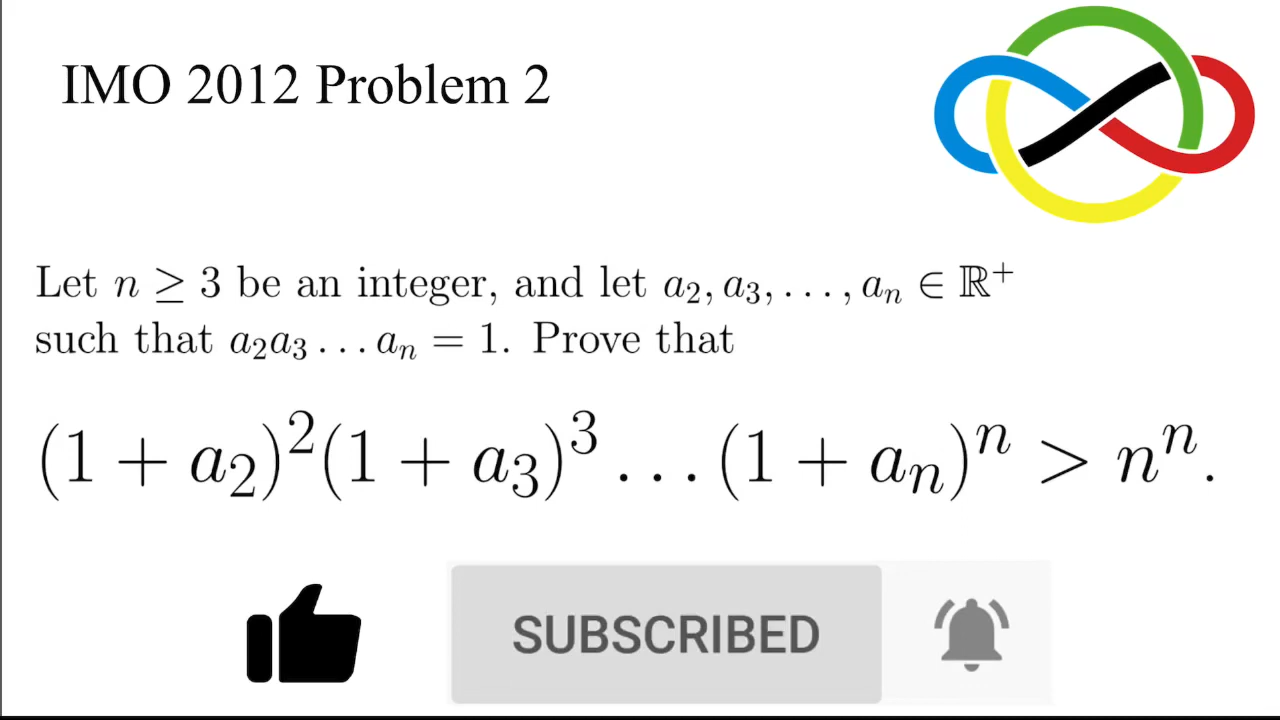 IMO 2012 Problem 2
Let n ≥ 3 be an integer, and let a₂, a₃, . . . , aₙ ∈ ℝ⁺
such that a₂a₃ . . . aₙ = 1. Prove that
(1 + a₂)²(1 + a₃)³ . . . (1 + aₙ)ⁿ > nⁿ.
SUBSCRIBED